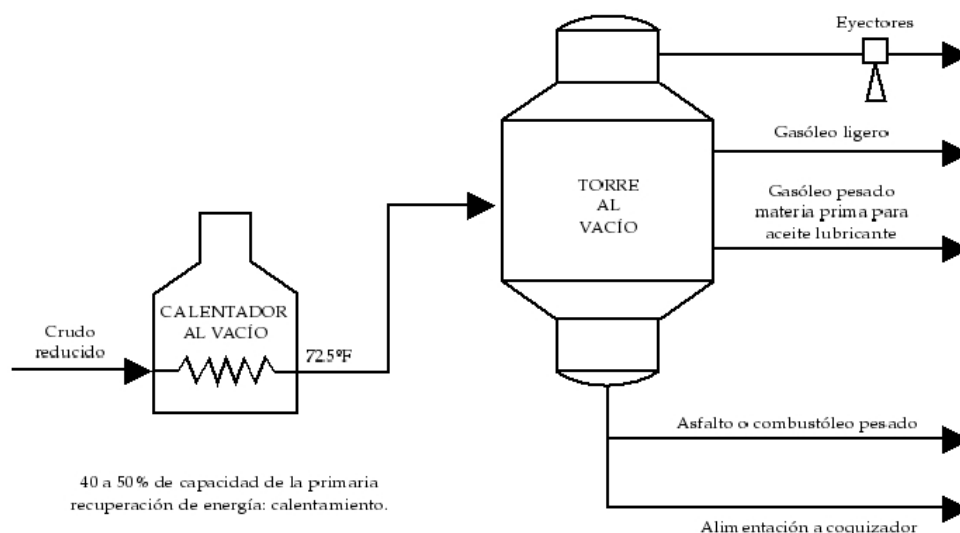 Eyectores
Gasóleo ligero
Gasóleo pesado
materia prima para
aceite lubricante
TORRE
AL
VACÍO
CALENTADOR
AL VACÍO
Crudo
reducido
725ºF
Asfalto o combustóleo pesado
40 a 50% de capacidad de la primaria
recuperación de energía: calentamiento.
Alimentación a coquizador